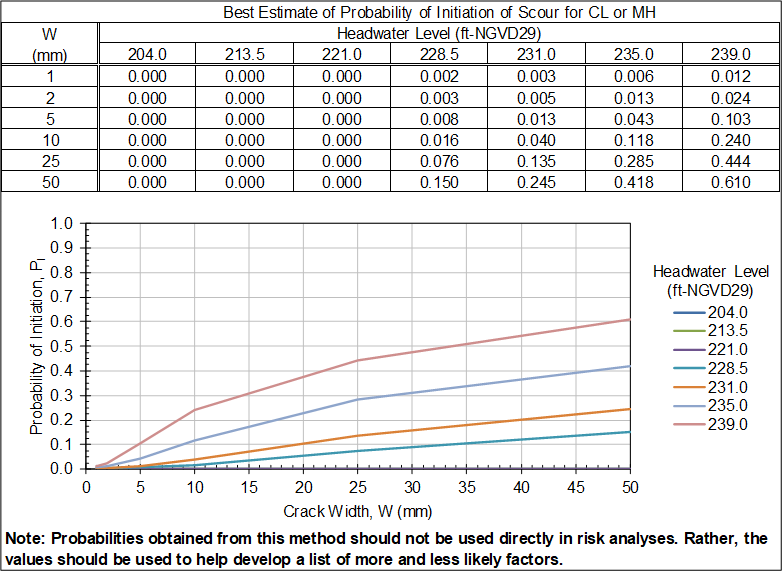 Best Estimate of Probability of Initiation of Scour for CL or MH
W (mm) Headwater Level (ft-NGVD29)
204.0 213.5 221.0 228.5 231.0 235.0 239.0
1 0.000 0.000 0.000 0.002 0.003 0.006 0.012
2 0.000 0.000 0.000 0.003 0.005 0.013 0.024
5 0.000 0.000 0.000 0.008 0.013 0.043 0.103
10 0.000 0.000 0.000 0.016 0.040 0.118 0.240
25 0.000 0.000 0.000 0.076 0.135 0.285 0.444
50 0.000 0.000 0.000 0.150 0.245 0.418 0.610
Probability of Initiation, PI
1.0
0.9
0.8
0.7
0.6
0.5
0.4
0.3
0.2
0.1
0.0
0 5 10 15 20 25 30 35 40 45 50
Crack Width, W (mm)
Headwater Level
(ft-NGVD29)
204.0
213.5
221.0
228.5
231.0
235.0
239.0
Note: Probabilities obtained from this method should not be used directly in risk analyses. Rather, the
values should be used to help develop a list of more and less likely factors.